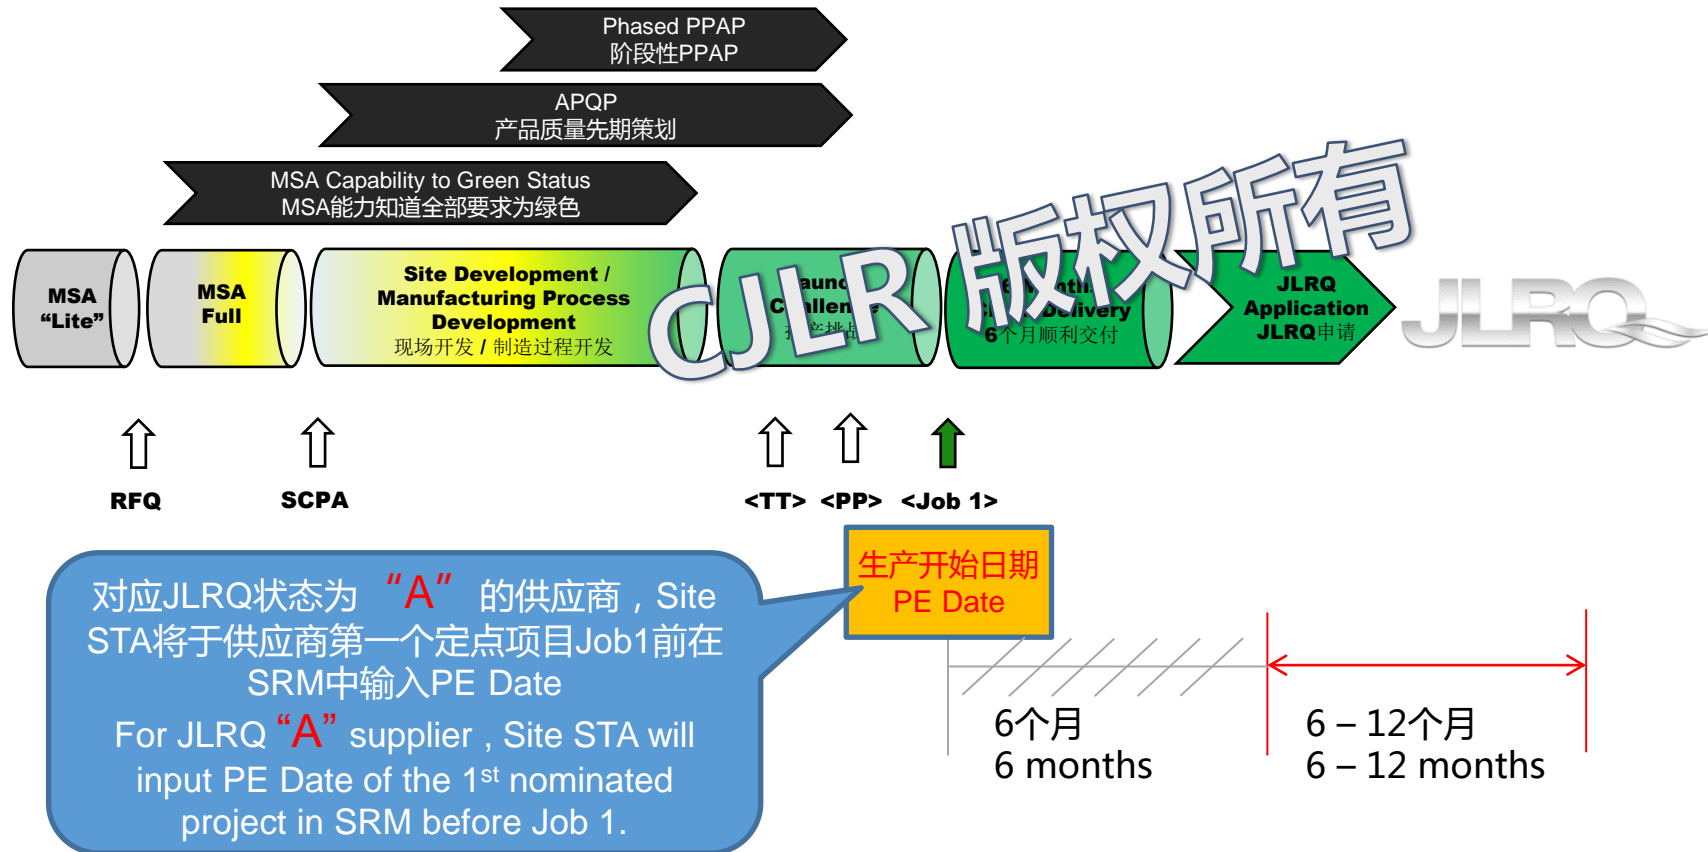 Phased PPAP
阶段性PPAP
APQP
产品质量先期策划
MSA Capability to Green Status
MSA能力知道全部要求为绿色
MSA
“Lite”
MSA
Full
Site Development /
Manufacturing Process
Development
现场开发 / 制造过程开发
Challenge
Delivery
6个月顺利交付
JLRQ
Application
JLRQ申请
JLRQ
CJLR 版权所有
RFQ
SCPA
<TT>
<PP>
<Job 1>
生产开始日期
PE Date
对应JLRQ状态为 “A” 的供应商，Site
STA将于供应商第一个定点项目Job1前在
SRM中输入PE Date
For JLRQ “A” supplier , Site STA will
input PE Date of the 1st nominated
project in SRM before Job 1.
6个月
6 months
6 – 12个月
6 – 12 months